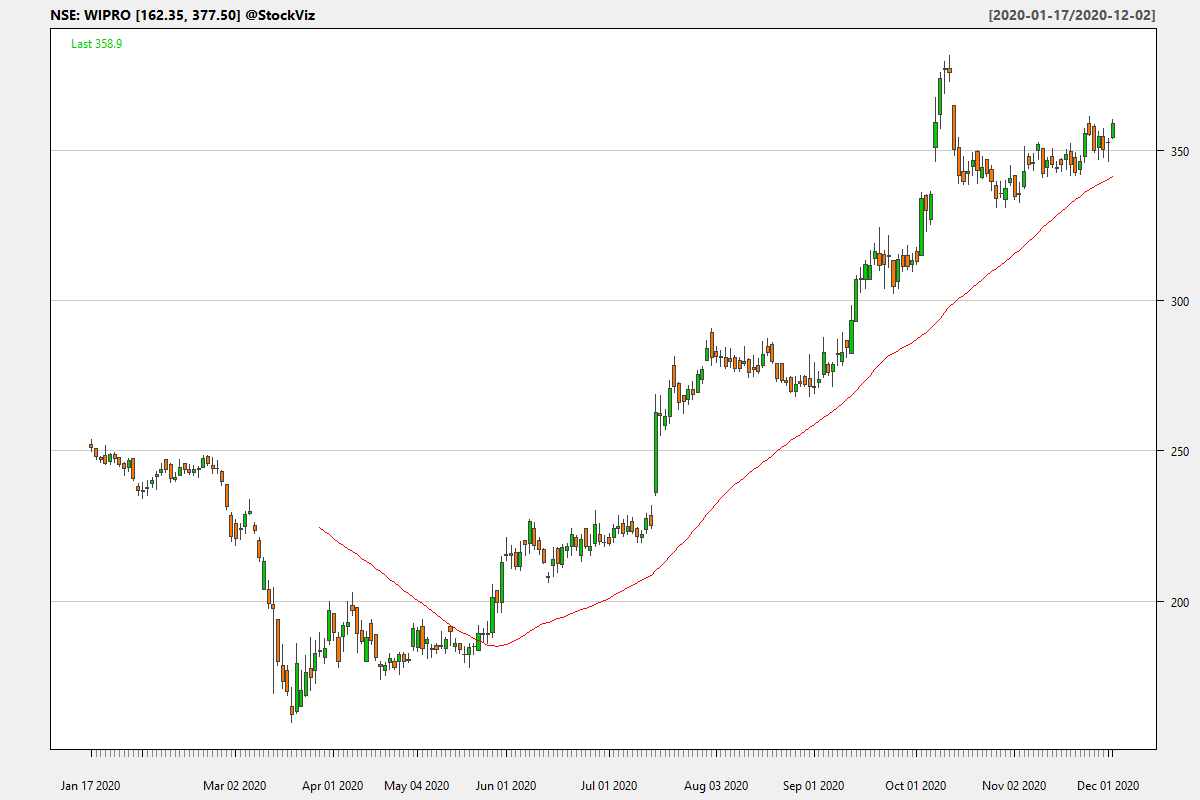 NSE: WIPRO [162.35, 377.50] @StockViz [2020-01-17/2020-12-02]
Last 358.9
350
300
250
200
Jan 17 2020 Mar 02 2020 Apr 01 2020 May 04 2020 Jun 01 2020 Jul 01 2020 Aug 03 2020 Sep 01 2020 Oct 01 2020 Nov 02 2020 Dec 01 2020